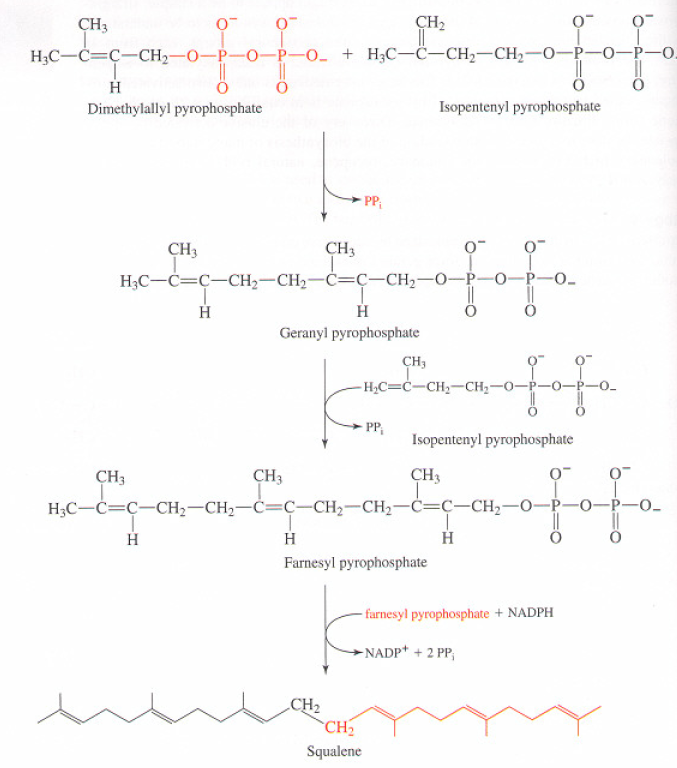 CH₃ O⁻ O⁻ CH₂ O⁻ O⁻
H₃C—C=C—CH₂—O—P—O—P—O₋ + H₃C—C—CH₂—CH₂—O—P—O—P—O.
H O O O O
Dimethylallyl pyrophosphate Isopentenyl pyrophosphate
PPᵢ
CH₃ CH₃ O⁻ O⁻
H₃C—C=C—CH₂—CH₂—C=C—CH₂—O—P—O—P—O₋
H H O O
Geranyl pyrophosphate
CH₃ O⁻ O⁻
H₂C=C—CH₂—CH₂—O—P—O—P—O₋
O O
PPᵢ
Isopentenyl pyrophosphate
CH₃ CH₃ CH₃ O⁻ O⁻
H₃C—C=C—CH₂—CH₂—C=C—CH₂—CH₂—C=C—CH₂—O—P—O—P—O₋
H H H O O
Farnesyl pyrophosphate
farnesyl pyrophosphate + NADPH
NADP⁺ + 2 PPᵢ
CH₂
CH₂
Squalene